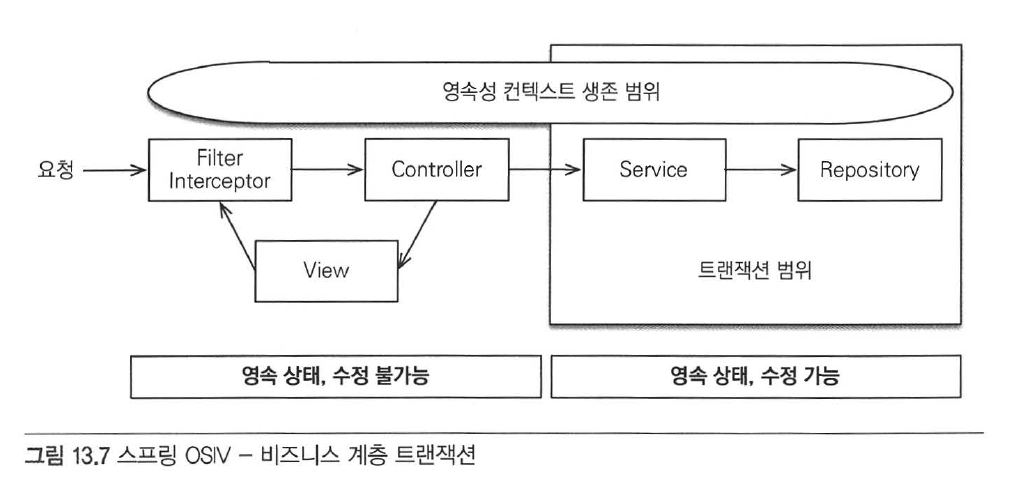 영속성 컨텍스트 생존 범위
요청
Filter
Interceptor
Controller
Service
Repository
View
트랜잭션 범위
영속 상태, 수정 불가능
영속 상태, 수정 가능
그림 13.7 스프링 OSIV – 비즈니스 계층 트랜잭션